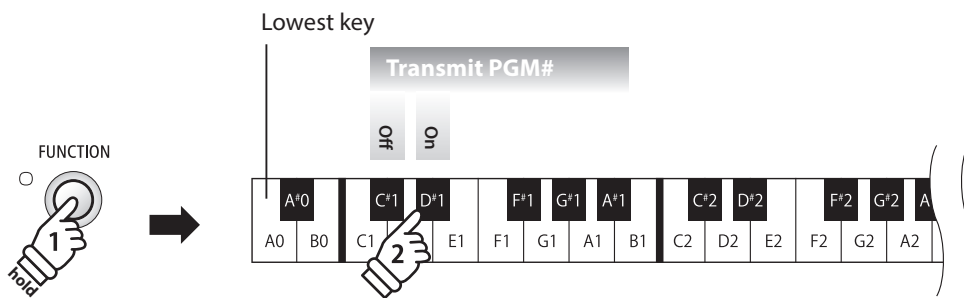 Lowest key
Transmit PGM#
Off
On
FUNCTION
1
hold
A#0 C#1 D#1 F#1 G#1 A#1 C#2 D#2 F#2 G#2 A
A0 B0 C1 E1 F1 G1 A1 B1 C2 D2 E2 F2 G2 A2
2